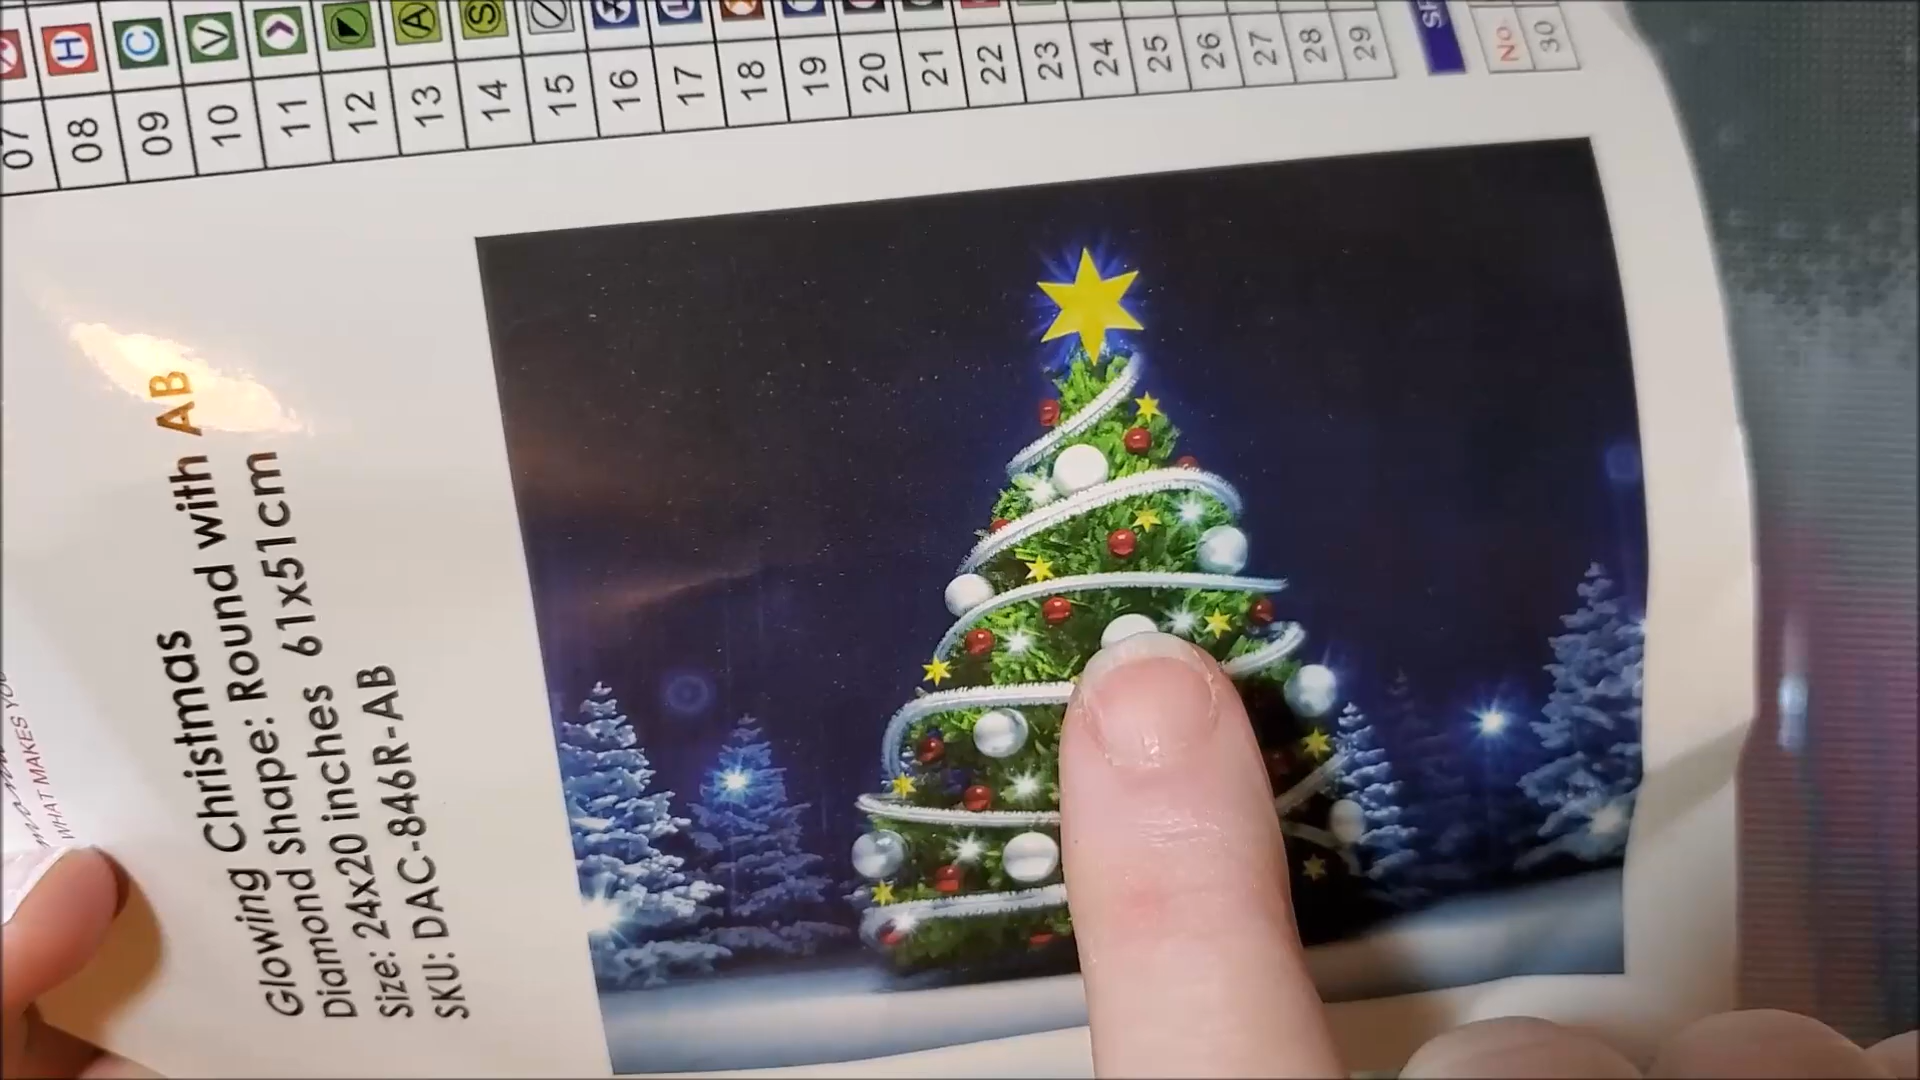 WHAT MAKES
Glowing Christmas
Diamond Shape: Round with AB
Size: 24x20 inches 61x51cm
SKU: DAC-846R-AB
07
08 H
09 C
10 V
11
12
13 A
14 S
15
16
17
18
19
20
21
22
23
24
25
26
27
28
29
No.
30